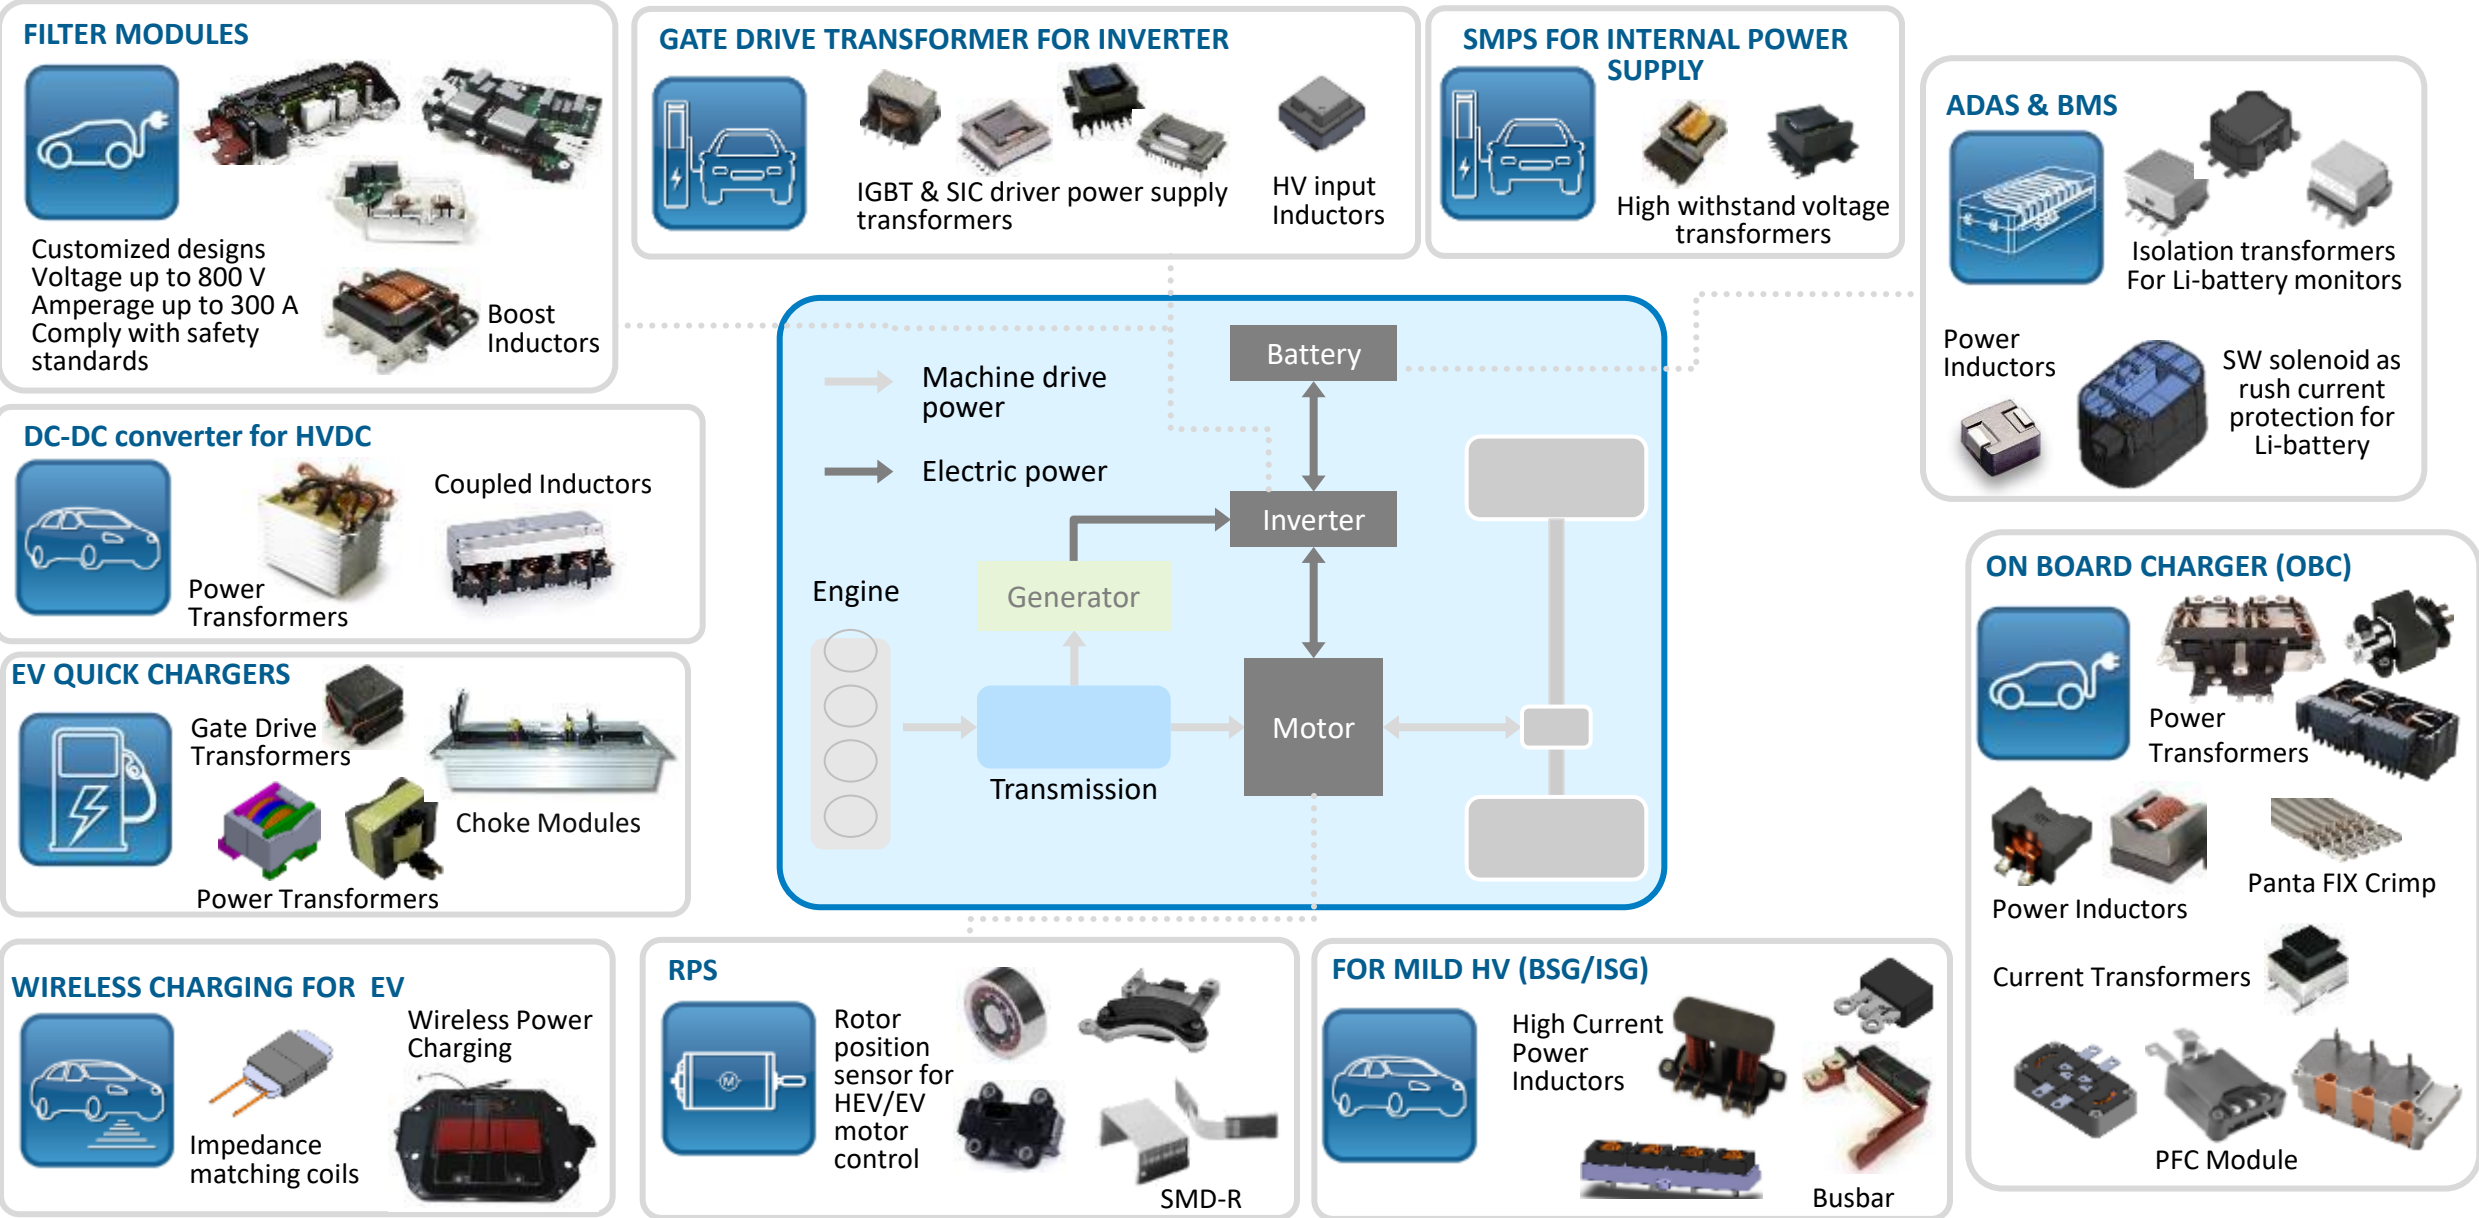 FILTER MODULES
Customized designs
Voltage up to 800 V
Amperage up to 300 A
Comply with safety
standards
Boost
Inductors
GATE DRIVE TRANSFORMER FOR INVERTER
IGBT & SIC driver power supply
transformers
HV input
Inductors
SMPS FOR INTERNAL POWER
SUPPLY
High withstand voltage
transformers
ADAS & BMS
Isolation transformers
For Li-battery monitors
Power
Inductors
SW solenoid as
rush current
protection for
Li-battery
DC-DC converter for HVDC
Power
Transformers
Coupled Inductors
Machine drive
power
Electric power
Battery
Inverter
Engine
Generator
Motor
Transmission
EV QUICK CHARGERS
Gate Drive
Transformers
Choke Modules
Power Transformers
ON BOARD CHARGER (OBC)
Power
Transformers
Power Inductors
Panta FIX Crimp
Current Transformers
PFC Module
WIRELESS CHARGING FOR  EV
Impedance
matching coils
Wireless Power
Charging
RPS
M
Rotor
position
sensor for
HEV/EV
motor
control
SMD-R
FOR MILD HV (BSG/ISG)
High Current
Power
Inductors
Busbar